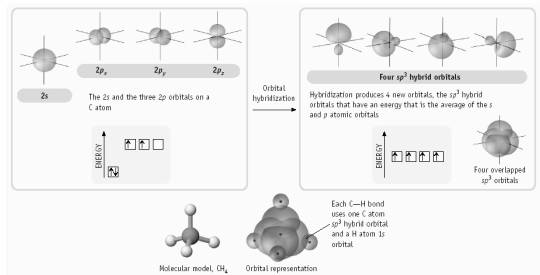 2pₓ 2pᵧ 2p_z
2s
The 2s and the three 2p orbitals on a
C atom
ENERGY
Orbital
hybridization
Four sp³ hybrid orbitals
Hybridization produces 4 new orbitals, the sp³ hybrid
orbitals that have an energy that is the average of the s
and p atomic orbitals
ENERGY
Four overlapped
sp³ orbitals
Each C—H bond
uses one C atom
sp³ hybrid orbital
and a H atom 1s
orbital
Molecular model, CH₄
Orbital representation